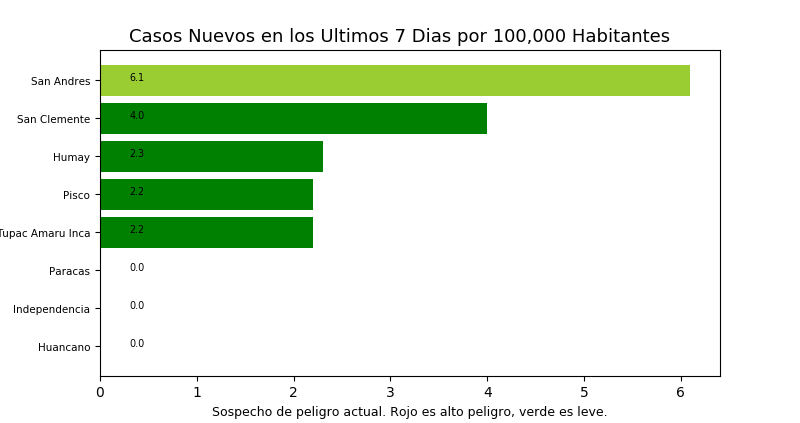 Casos Nuevos en los Ultimos 7 Dias por 100,000 Habitantes
San Andres 6.1
San Clemente 4.0
Humay 2.3
Pisco 2.2
Tupac Amaru Inca 2.2
Paracas 0.0
Independencia 0.0
Huancano 0.0
0 1 2 3 4 5 6
Sospecho de peligro actual. Rojo es alto peligro, verde es leve.